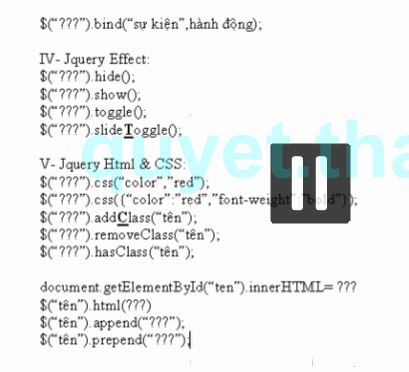 $("???").bind("sự kiện",hành động);
IV- Jquery Effect:
$("???").hide();
$("???").show();
$("???").toggle();
$("???").slideToggle();
guyet.tha
V- Jquery Html & CSS:
$("???").css("color","red");
$("???").css({"color":"red","font-weight":"bold"});
$("???").addClass("tên");
$("???").removeClass("tên");
$("???").hasClass("tên");
document.getElementById("ten").innerHTML= ???
$("tên").html(???)
$("tên").append("???");
$("tên").prepend("???");